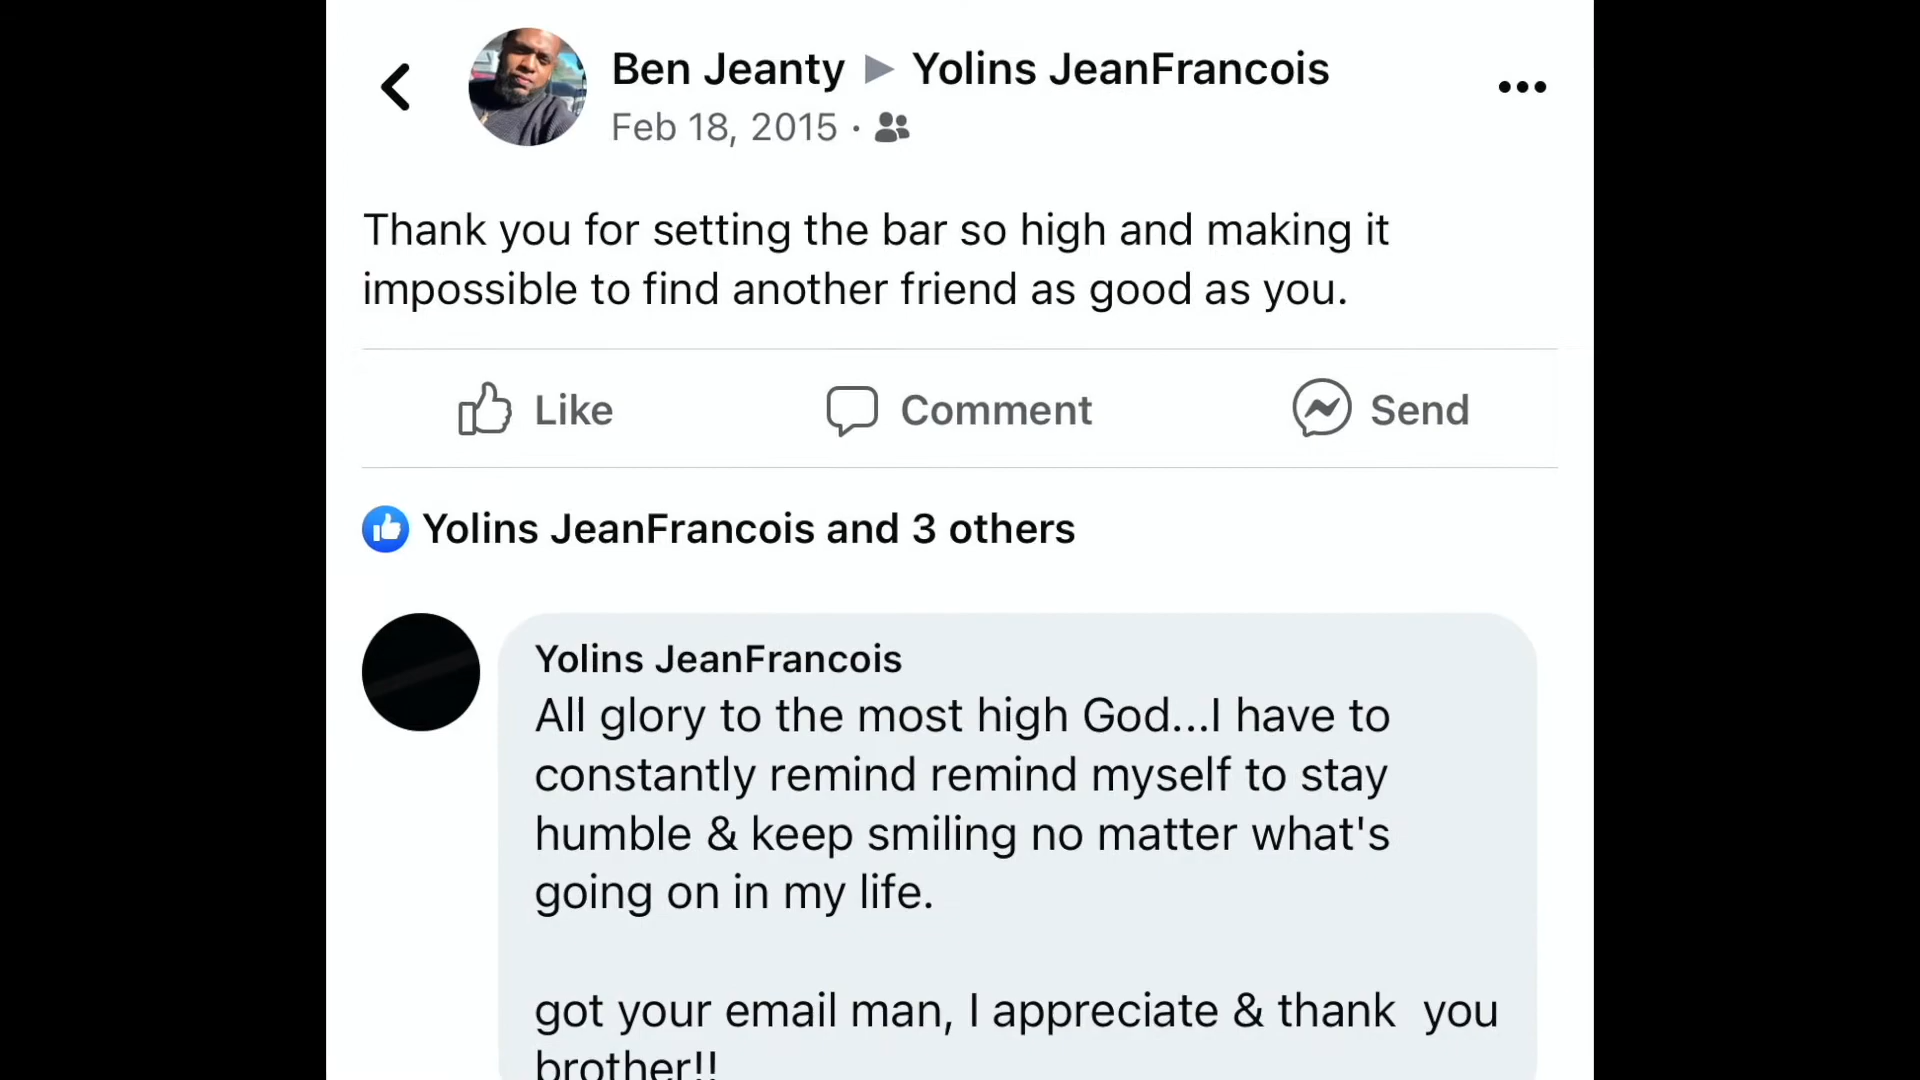 Ben Jeanty ▶ Yolins JeanFrancois
Feb 18, 2015 ·
Thank you for setting the bar so high and making it
impossible to find another friend as good as you.
Like Comment Send
Yolins JeanFrancois and 3 others
Yolins JeanFrancois
All glory to the most high God...I have to
constantly remind remind myself to stay
humble & keep smiling no matter what's
going on in my life.
got your email man, I appreciate & thank  you
brother!!